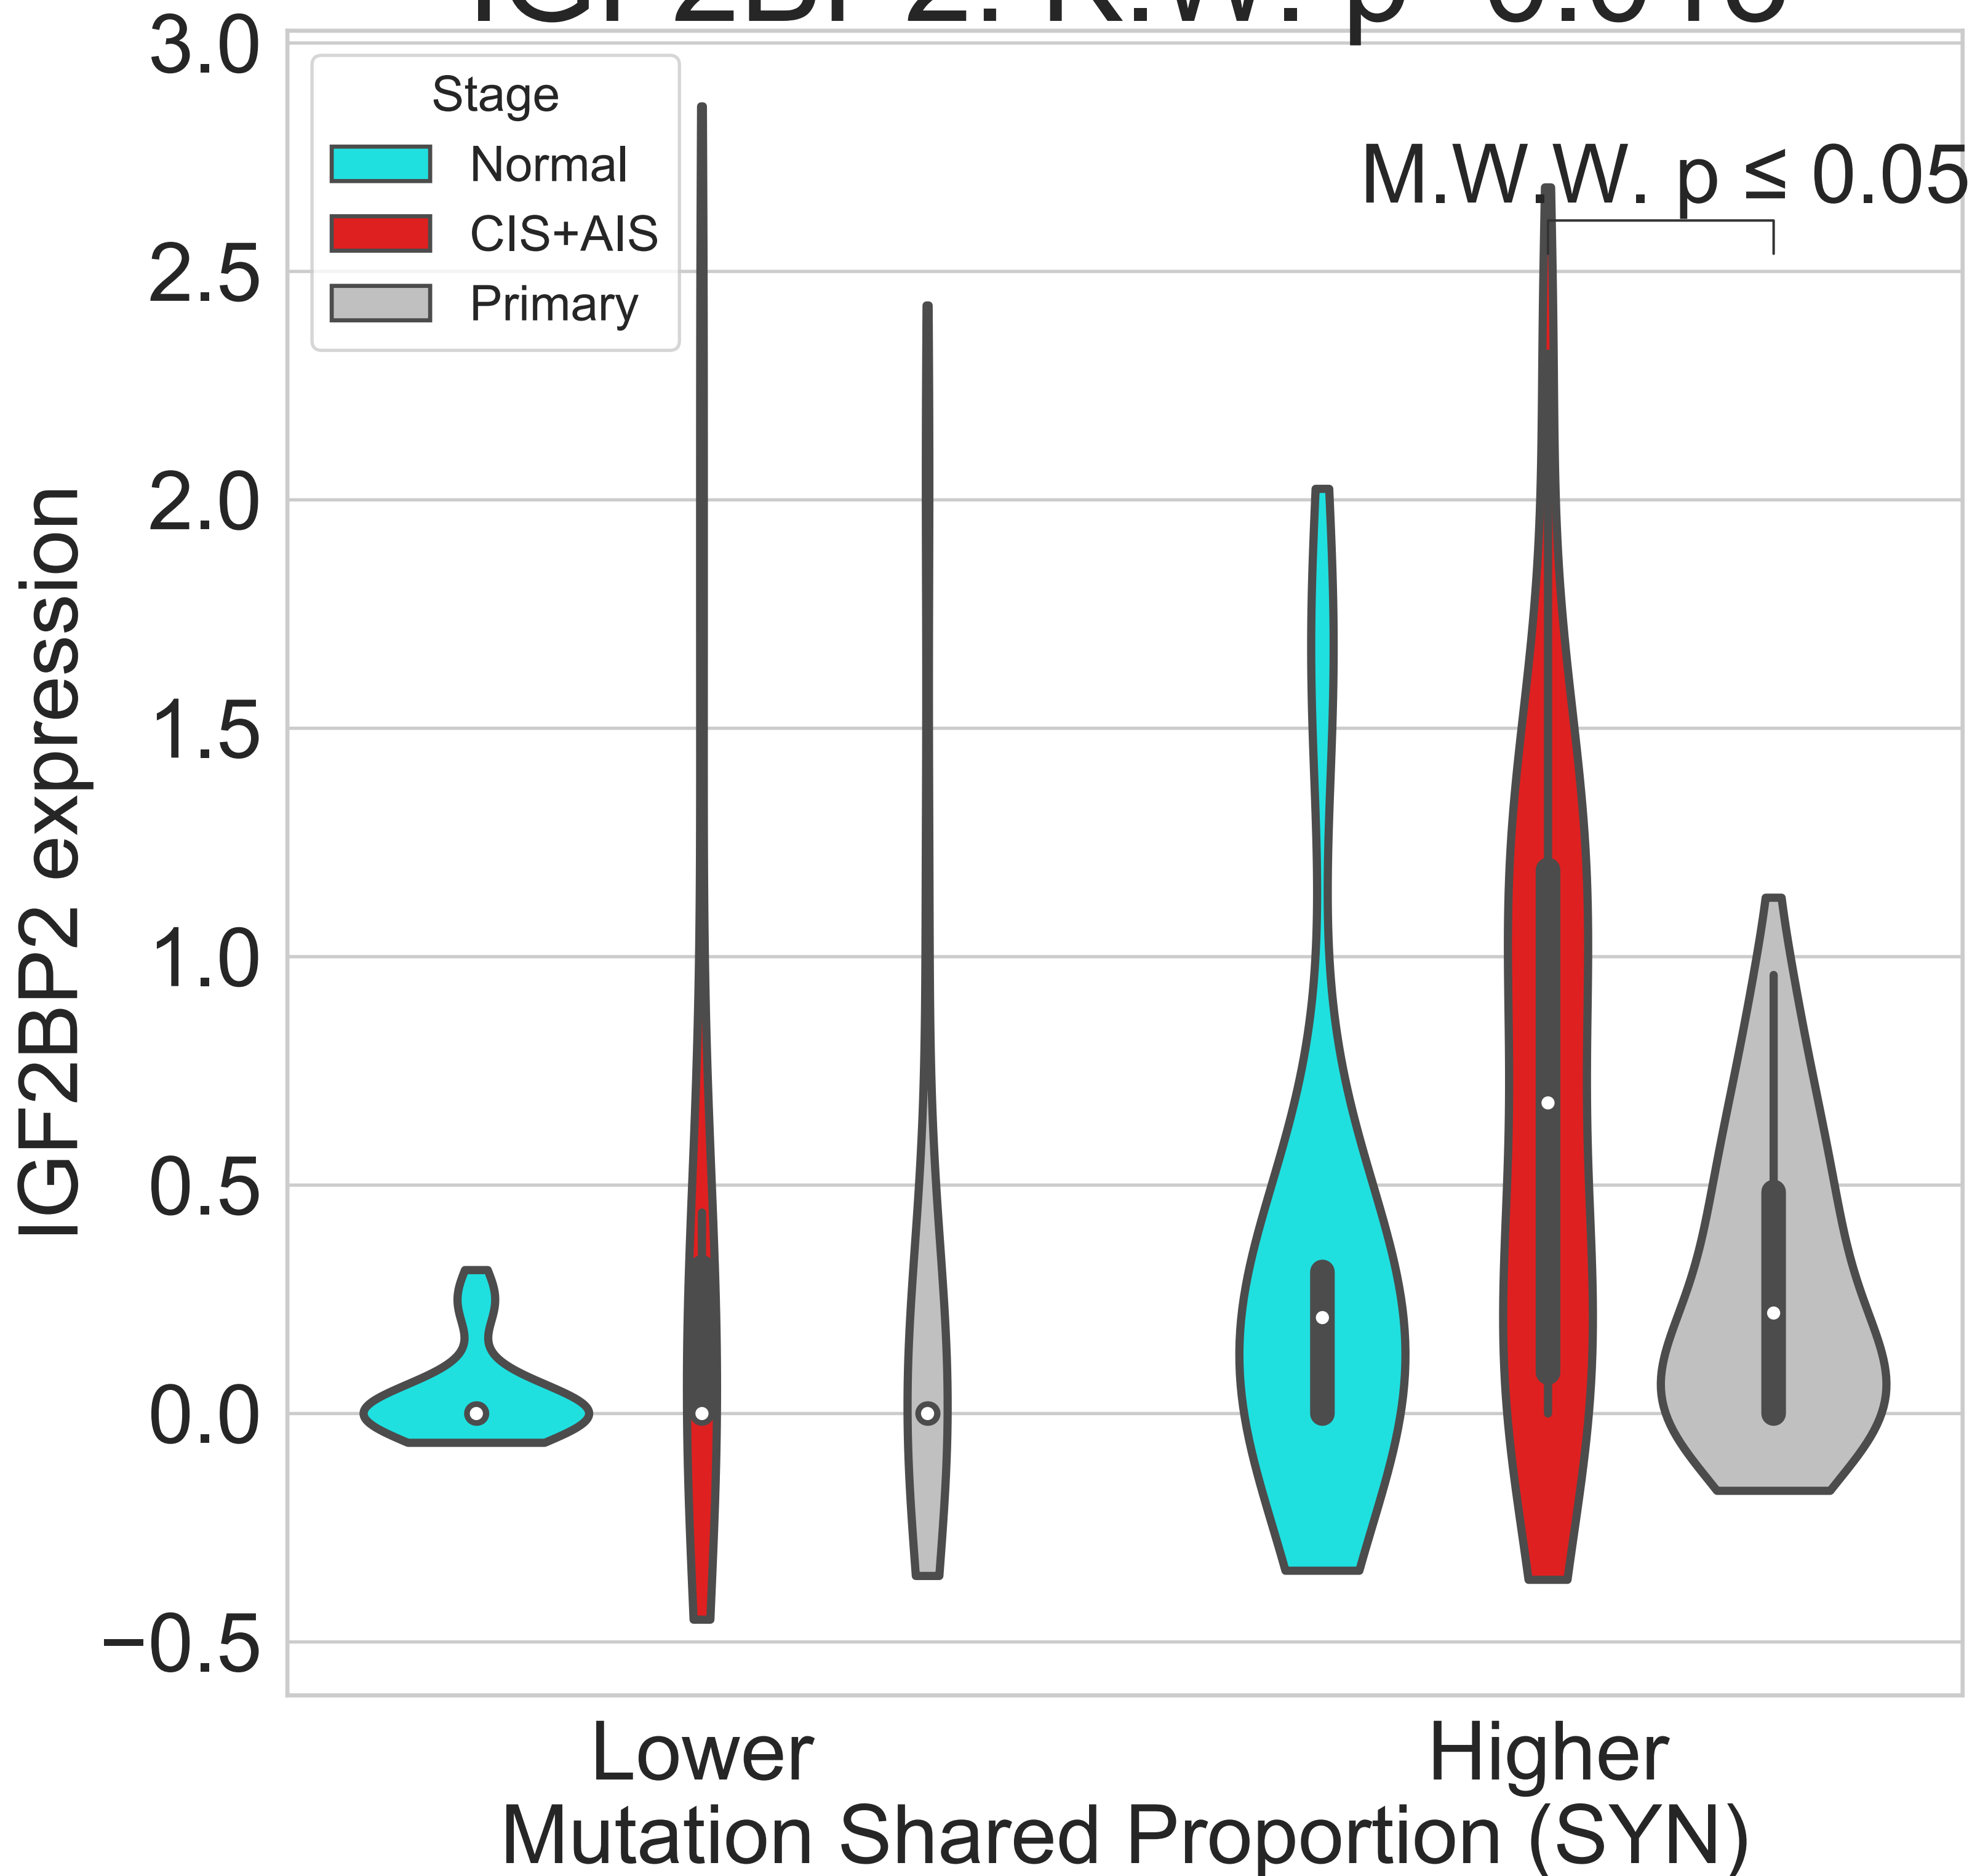 IGF2BP2. K.W. p
3.0
Stage
Normal
CIS+AIS
Primary
M.W.W. p ≤ 0.05
2.5
2.0
1.5
1.0
0.5
0.0
−0.5
IGF2BP2 expression
Lower
Higher
Mutation Shared Proportion (SYN)